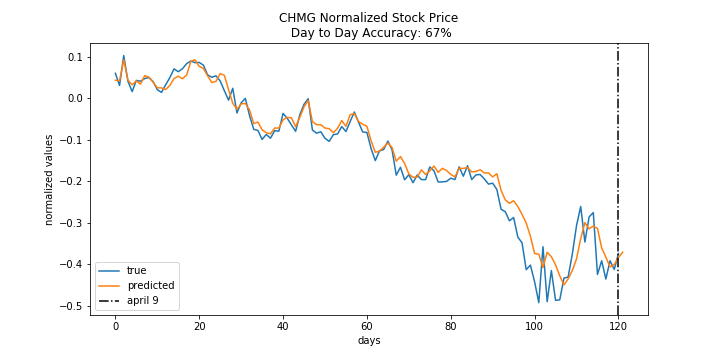 CHMG Normalized Stock Price
Day to Day Accuracy: 67%
normalized values
0.1
0.0
−0.1
−0.2
−0.3
−0.4
−0.5
true
predicted
april 9
0 20 40 60 80 100 120
days